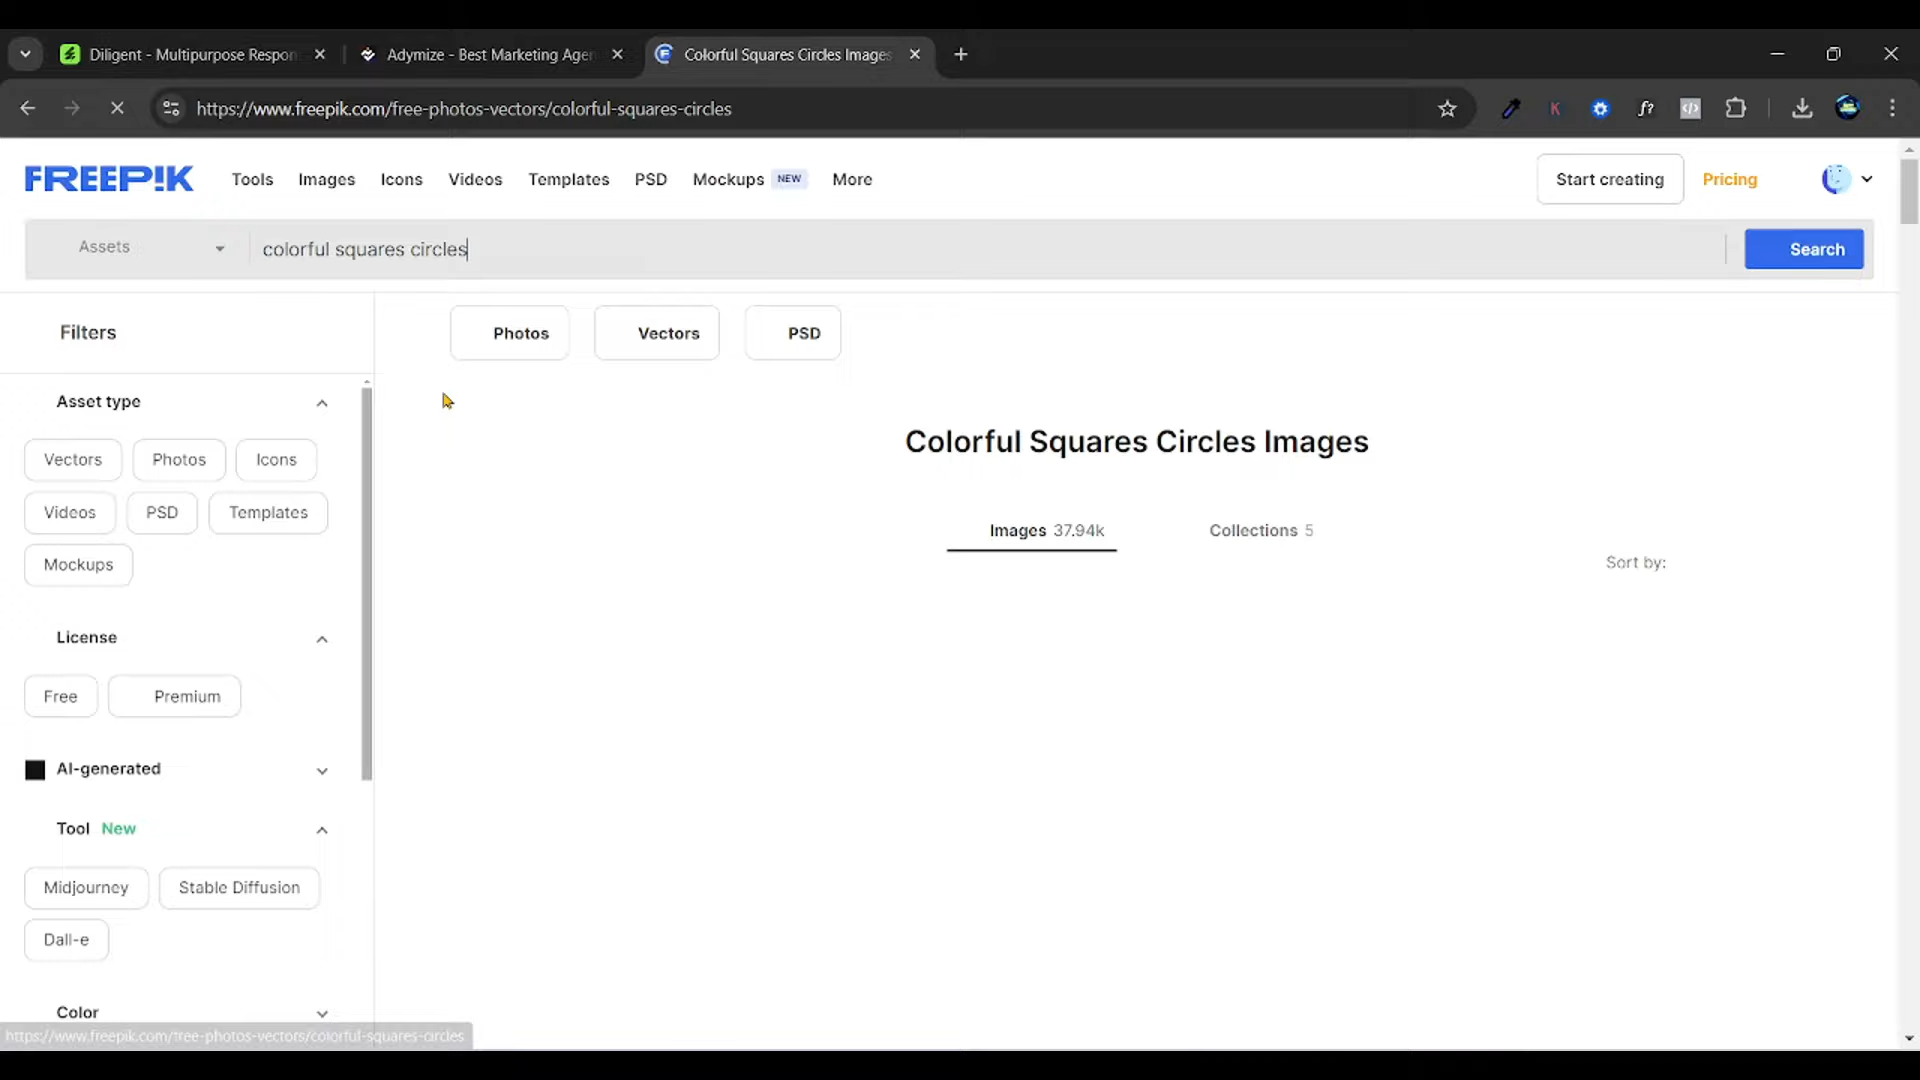 Diligent - Multipurpose Respon
Adymize - Best Marketing Agen
Colorful Squares Circles Images
https://www.freepik.com/free-photos-vectors/colorful-squares-circles
K
f?
</>
FREEP!K
Tools
Images
Icons
Videos
Templates
PSD
Mockups NEW
More
Start creating
Pricing
Assets
colorful squares circles
Search
Filters
Photos
Vectors
PSD
Asset type
Colorful Squares Circles Images
Vectors
Photos
Icons
Videos
PSD
Templates
Images 37.94k
Collections 5
Sort by:
Mockups
License
Free
Premium
AI-generated
Tool New
Midjourney
Stable Diffusion
Dall-e
Color
https://www.freepik.com/free-photos-vectors/colorful-squares-circles